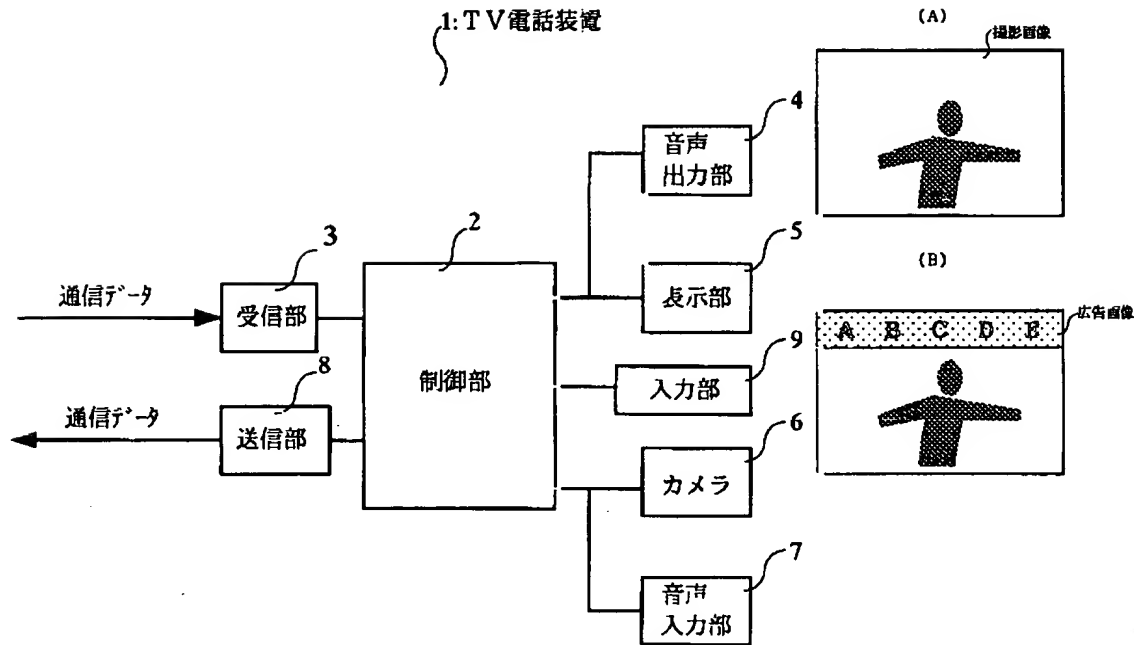 1:TV電話装置
(A)
撮影画像
4
音声
出力部
2
3
5
(B)
通信データ
受信部
表示部
広告画像
A B C D E
9
制御部
入力部
8
通信データ
送信部
6
カメラ
7
音声
入力部